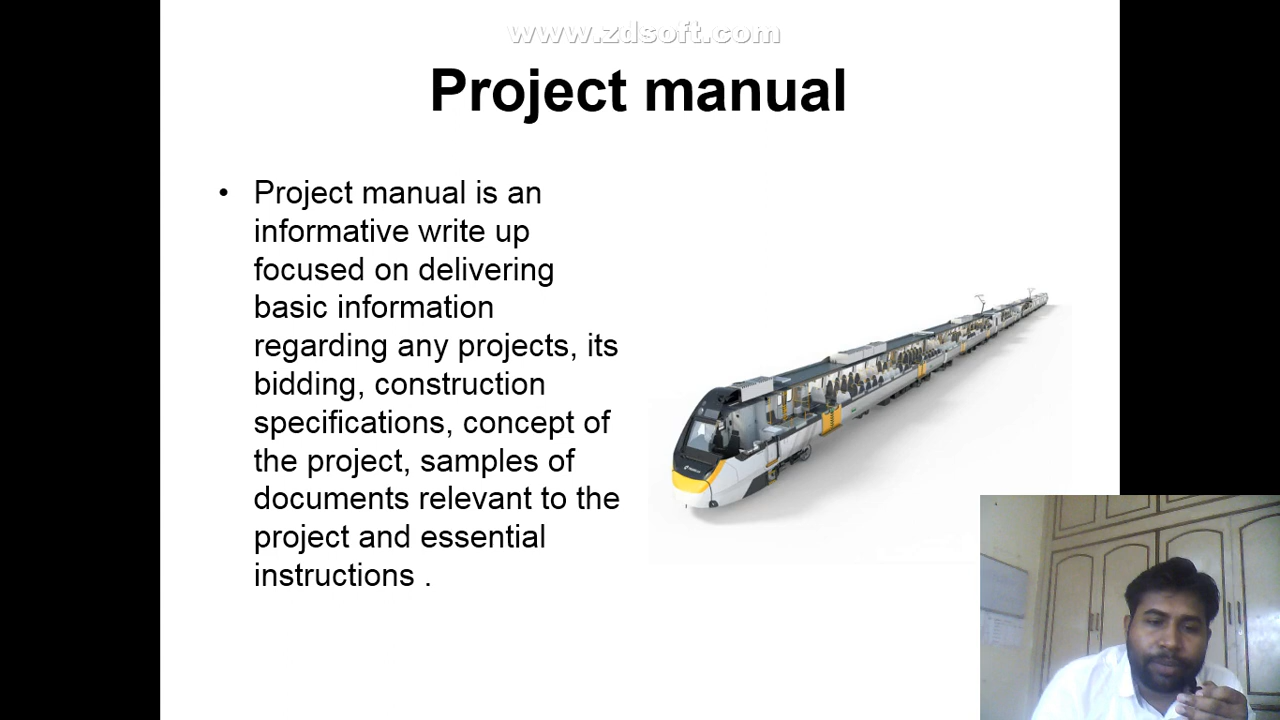 www.zdsoft.com
Project manual
• Project manual is an
informative write up
focused on delivering
basic information
regarding any projects, its
bidding, construction
specifications, concept of
the project, samples of
documents relevant to the
project and essential
instructions .